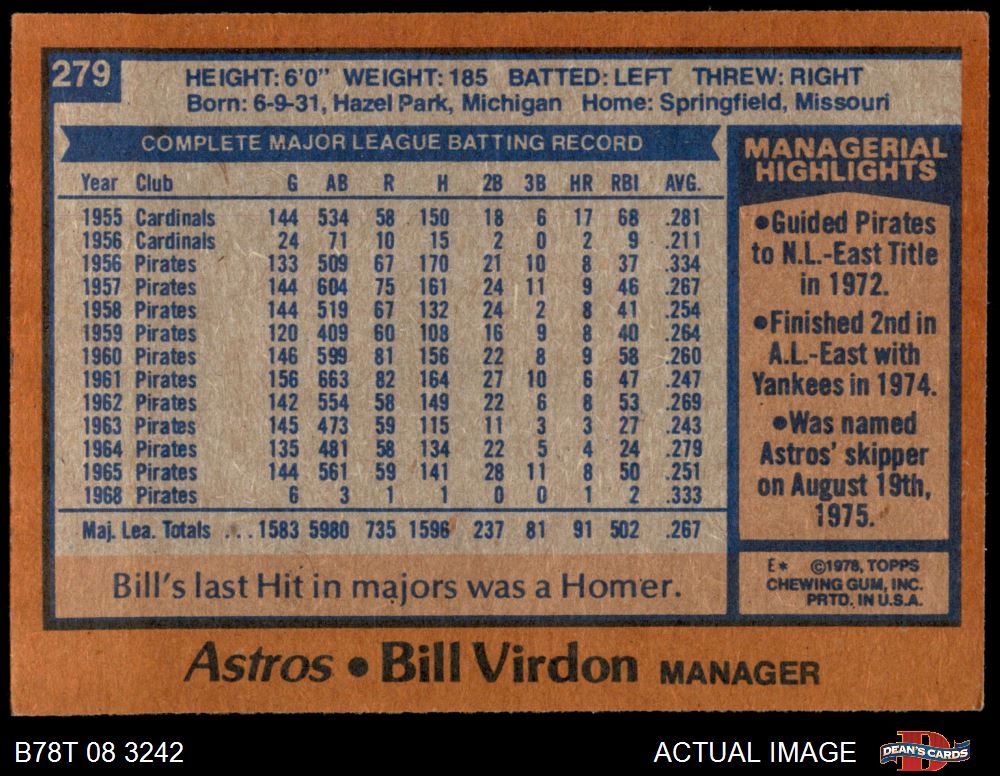 279
HEIGHT: 6'0" WEIGHT: 185 BATTED: LEFT THREW: RIGHT
Born: 6-9-31, Hazel Park, Michigan Home: Springfield, Missouri
COMPLETE MAJOR LEAGUE BATTING RECORD
Year Club G AB R H 2B 3B HR RBI AVG.
1955 Cardinals 144 534 58 150 18 6 17 68 .281
1956 Cardinals 24 71 10 15 2 0 2 9 .211
1956 Pirates 133 509 67 170 21 10 8 37 .334
1957 Pirates 144 604 75 161 24 11 9 46 .267
1958 Pirates 144 519 67 132 24 2 8 41 .254
1959 Pirates 120 409 60 108 16 9 8 40 .264
1960 Pirates 146 599 81 156 22 8 9 58 .260
1961 Pirates 156 663 82 164 27 10 6 47 .247
1962 Pirates 142 554 58 149 22 6 8 53 .269
1963 Pirates 145 473 59 115 11 3 3 27 .243
1964 Pirates 135 481 58 134 22 5 4 24 .279
1965 Pirates 144 561 59 141 28 11 8 50 .251
1968 Pirates 6 3 1 1 0 0 1 2 .333
Maj. Lea. Totals ... 1583 5980 735 1596 237 81 91 502 .267
Bill's last Hit in majors was a Homer.
MANAGERIAL
HIGHLIGHTS
•Guided Pirates
to N.L.-East Title
in 1972.
•Finished 2nd in
A.L.-East with
Yankees in 1974.
•Was named
Astros' skipper
on August 19th,
1975.
E* ©1978, TOPPS
CHEWING GUM, INC.
PRTD. IN U.S.A.
Astros • Bill Virdon MANAGER
B78T 08 3242
ACTUAL IMAGE
D
DEAN'S CARDS